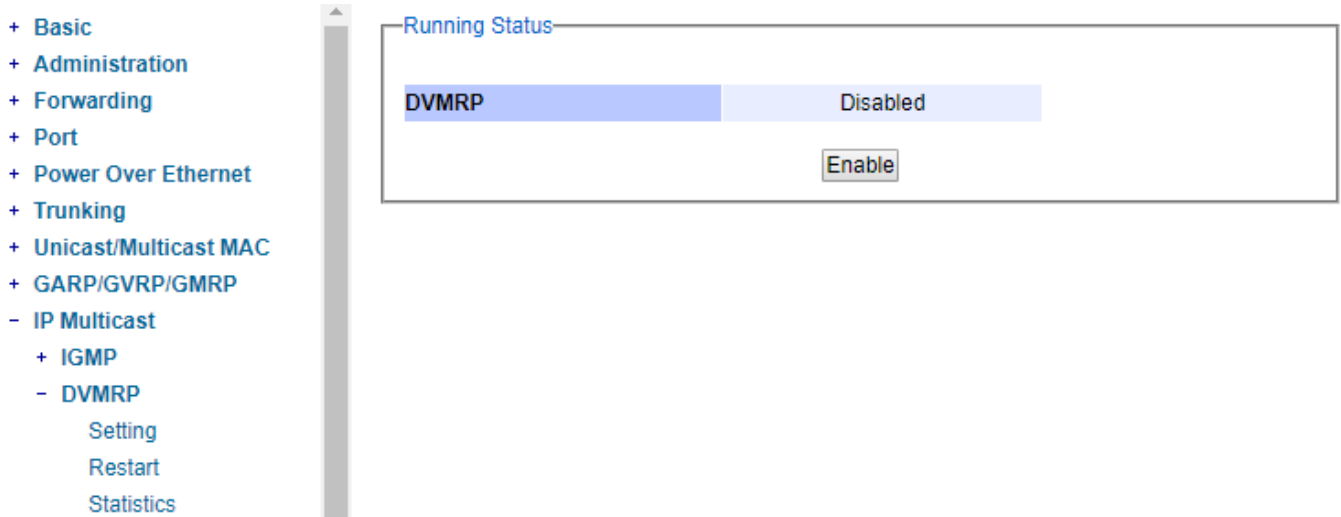 + Basic
+ Administration
+ Forwarding
+ Port
+ Power Over Ethernet
+ Trunking
+ Unicast/Multicast MAC
+ GARP/GVRP/GMRP
- IP Multicast
+ IGMP
- DVMRP
Setting
Restart
Statistics
Running Status
DVMRP Disabled
Enable